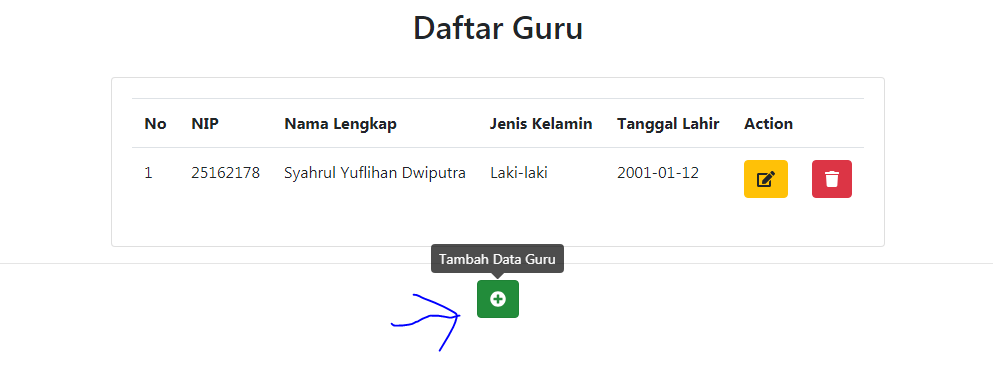 Daftar Guru
No NIP Nama Lengkap Jenis Kelamin Tanggal Lahir Action
1 25162178 Syahrul Yuflihan Dwiputra Laki-laki 2001-01-12
Tambah Data Guru